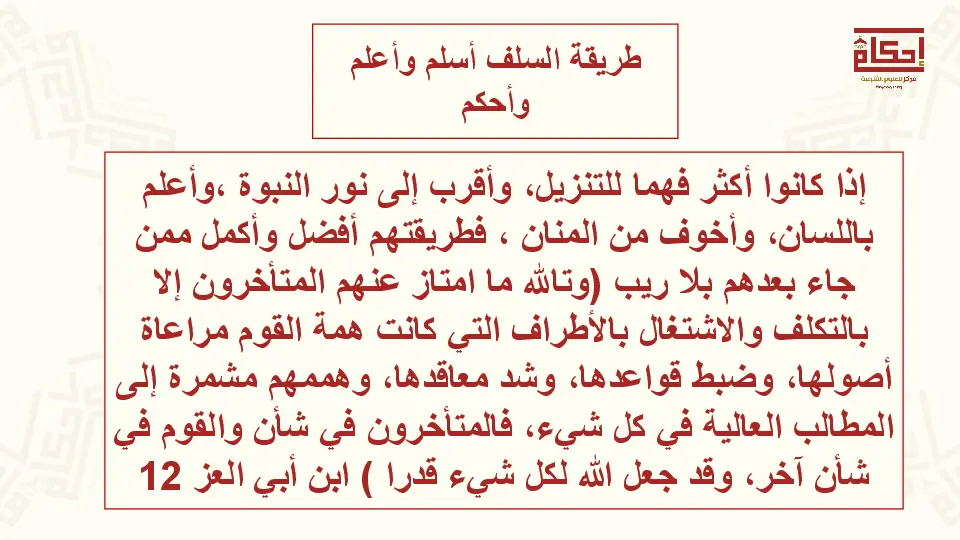 إحكام
مركز للعلوم الشرعية
طريقة السلف أسلم وأعلم
وأحكم
إذا كانوا أكثر فهما للتنزيل، وأقرب إلى نور النبوة ،وأعلم
باللسان، وأخوف من المنان ، فطريقتهم أفضل وأكمل ممن
جاء بعدهم بلا ريب (وتالله ما امتاز عنهم المتأخرون إلا
بالتكلف والاشتغال بالأطراف التي كانت همة القوم مراعاة
أصولها، وضبط قواعدها، وشد معاقدها، وهممهم مشمرة إلى
المطالب العالية في كل شيء، فالمتأخرون في شأن والقوم في
شأن آخر، وقد جعل الله لكل شيء قدرا ) ابن أبي العز 12